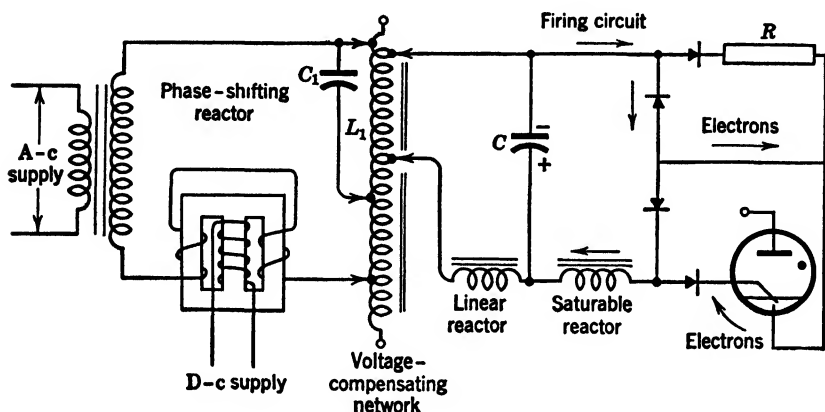 Firing circuit
R
C₁
Phase-shifting
reactor
L₁
A-c
supply
C
−
+
Electrons
Linear
reactor
Saturable
reactor
Electrons
D-c supply
Voltage-
compensating
network